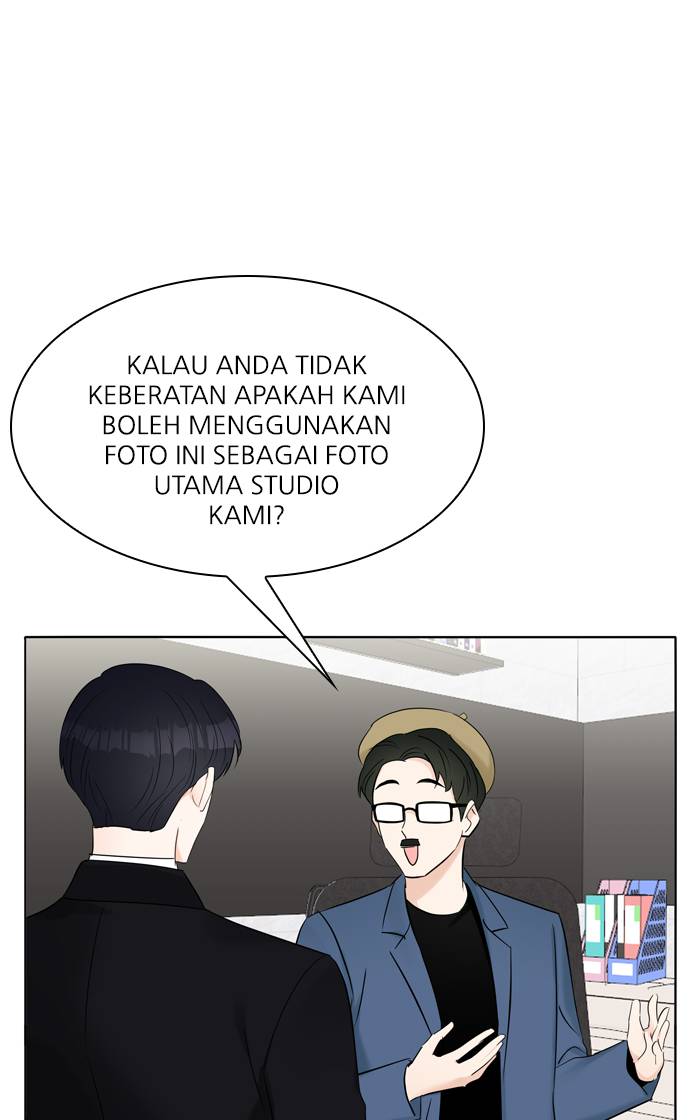 KALAU ANDA TIDAK
KEBERATAN APAKAH KAMI
BOLEH MENGGUNAKAN
FOTO INI SEBAGAI FOTO
UTAMA STUDIO
KAMI?